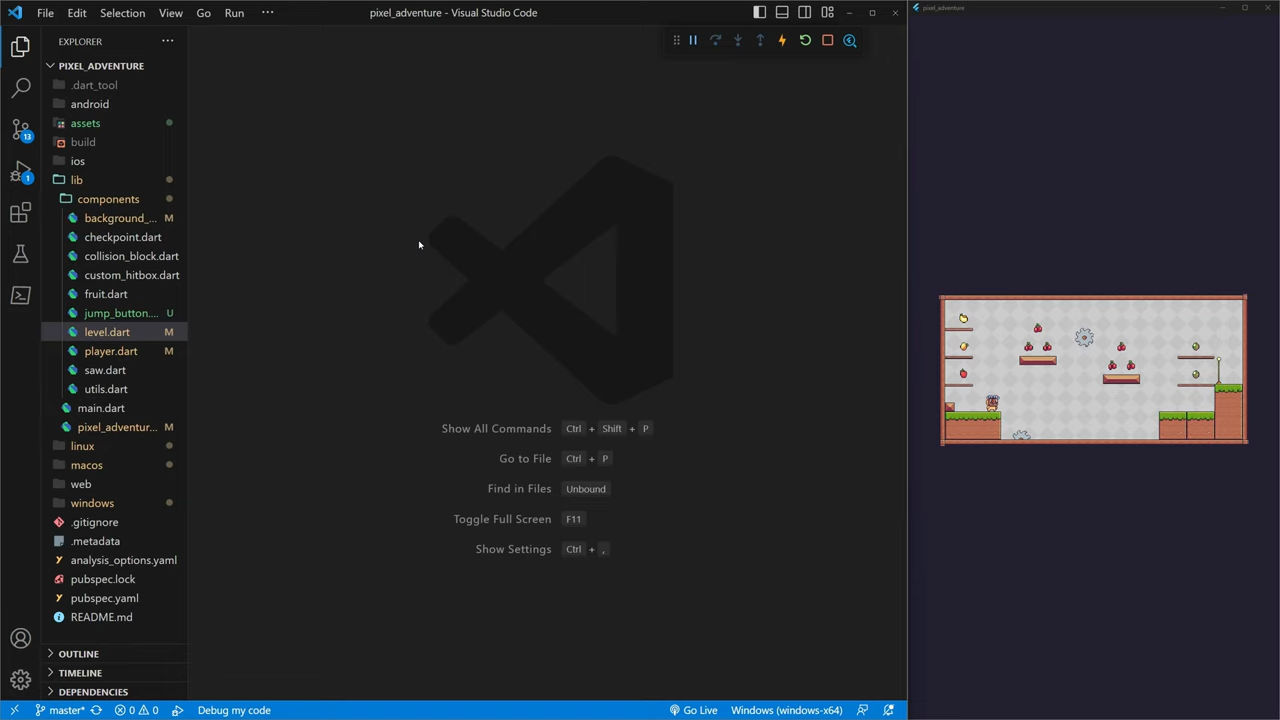 File Edit Selection View Go Run ··· pixel_adventure - Visual Studio Code
pixel_adventure
EXPLORER ···
PIXEL_ADVENTURE
.dart_tool
android
assets
build
ios
lib
components
background_... M
checkpoint.dart
collision_block.dart
custom_hitbox.dart
fruit.dart
jump_button.... U
level.dart M
player.dart M
saw.dart
utils.dart
main.dart
pixel_adventur... M
linux
macos
web
windows
.gitignore
.metadata
analysis_options.yaml
pubspec.lock
pubspec.yaml
README.md
OUTLINE
TIMELINE
DEPENDENCIES
13
1
Show All Commands Ctrl + Shift + P
Go to File Ctrl + P
Find in Files Unbound
Toggle Full Screen F11
Show Settings Ctrl + ,
master* 0 0 Debug my code Go Live Windows (windows-x64)